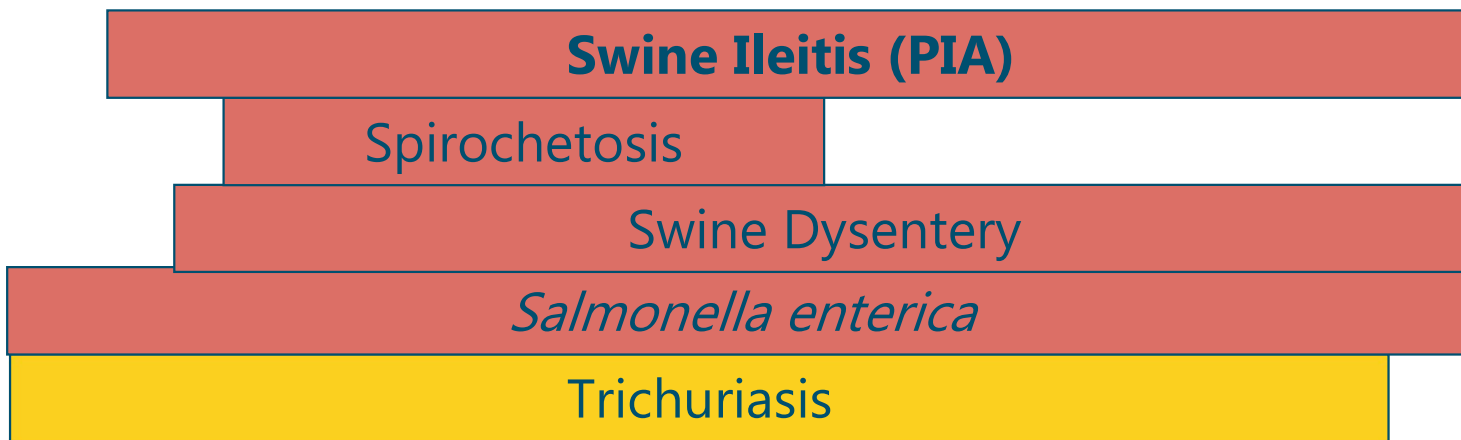 Swine Ileitis (PIA)
Spirochetosis
Swine Dysentery
Salmonella enterica
Trichuriasis